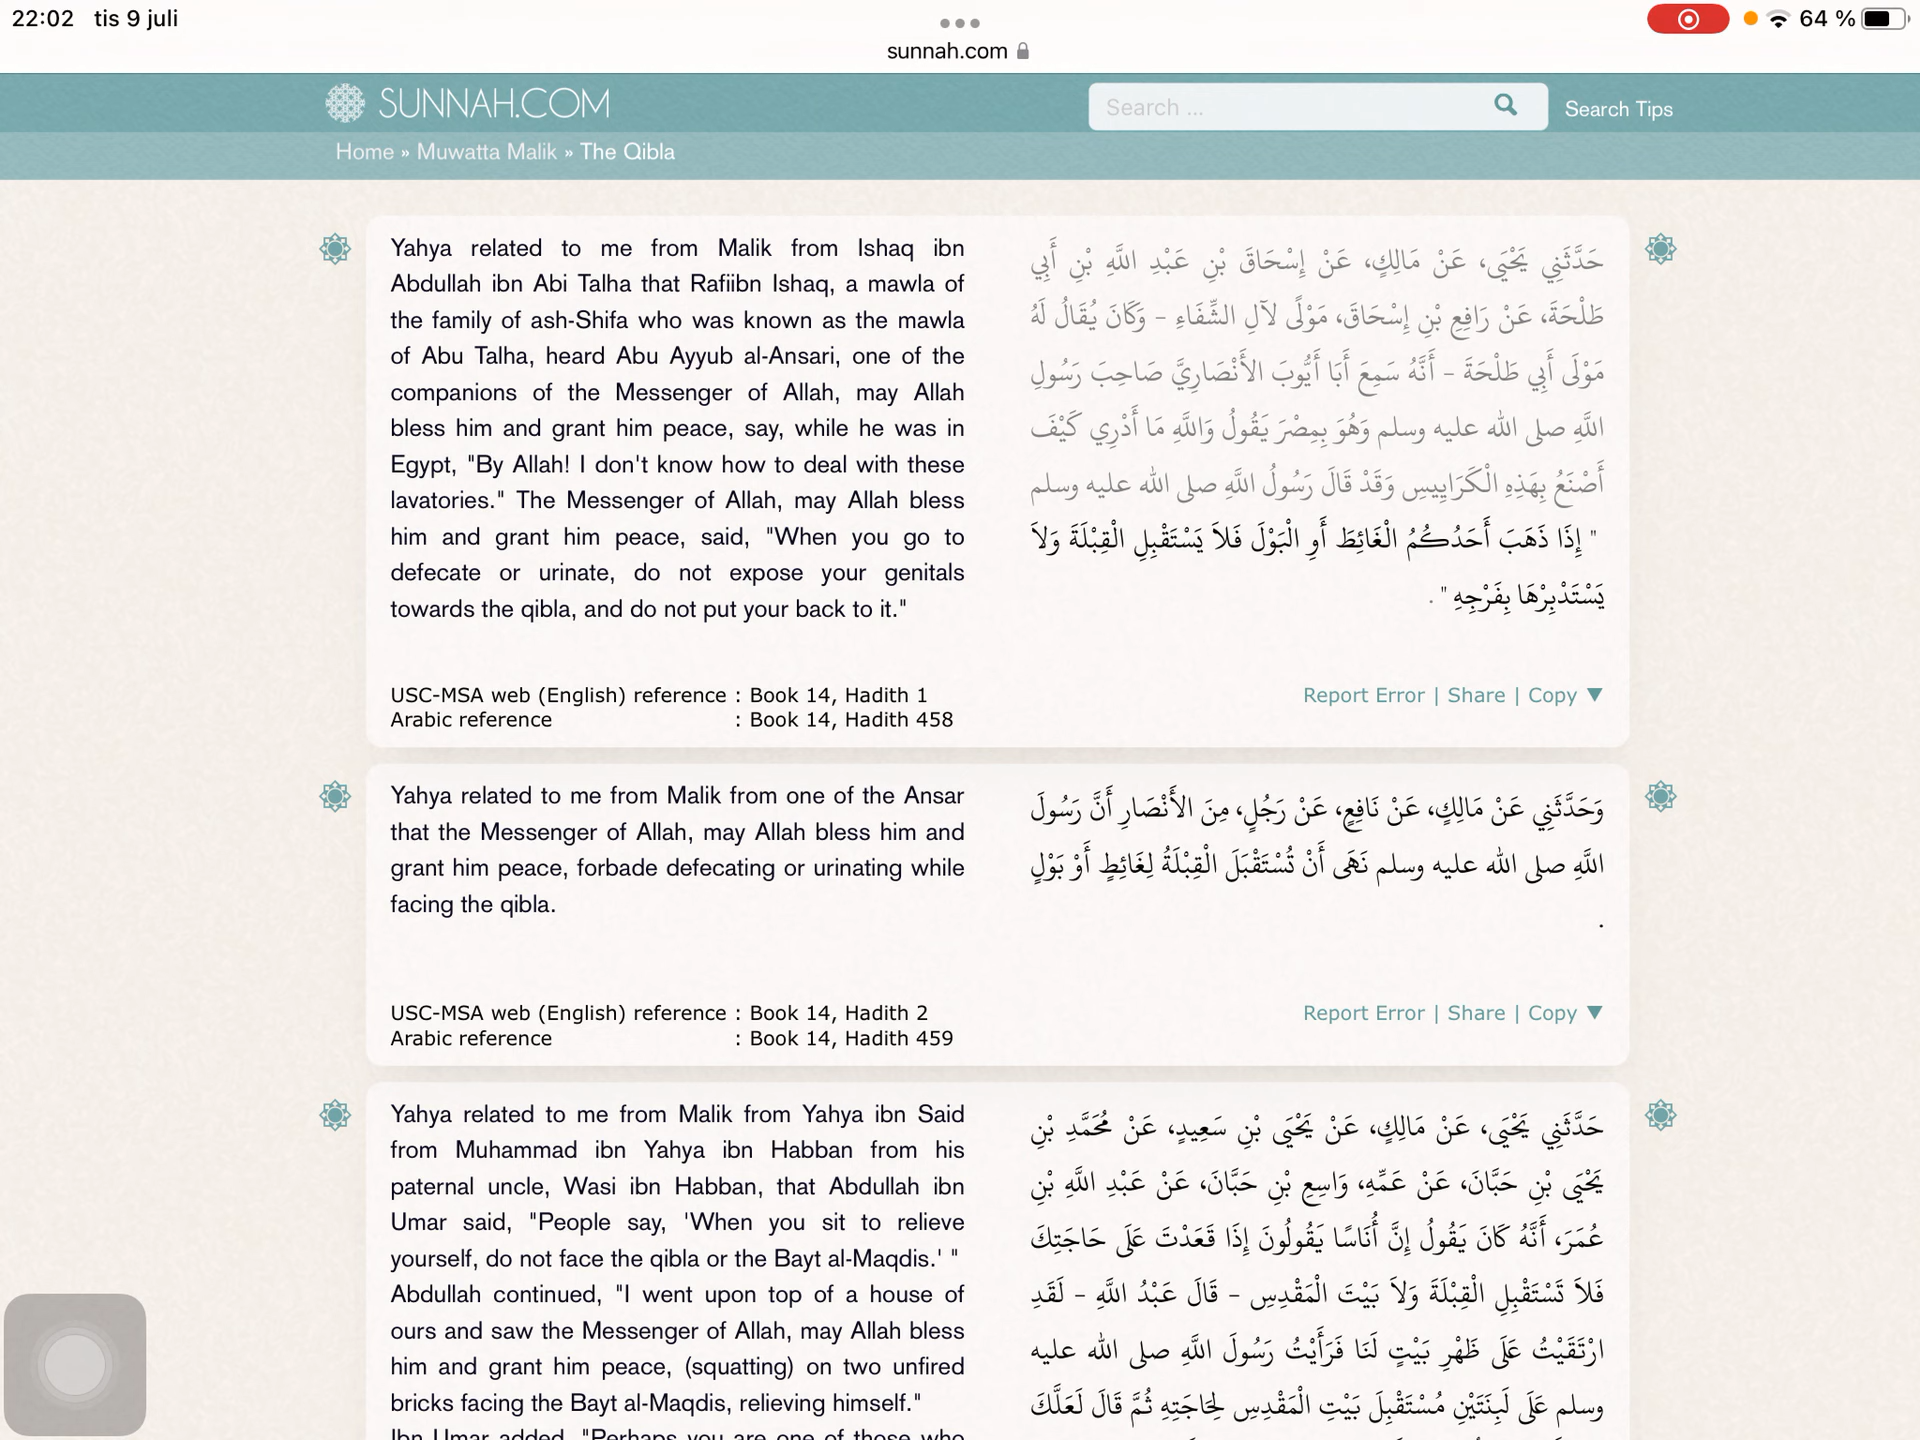 22:02 tis 9 juli
64 %
sunnah.com
SUNNAH.COM
Search ...
Search Tips
Home » Muwatta Malik » The Qibla
Yahya related to me from Malik from Ishaq ibn
Abdullah ibn Abi Talha that Rafiibn Ishaq, a mawla of
the family of ash-Shifa who was known as the mawla
of Abu Talha, heard Abu Ayyub al-Ansari, one of the
companions of the Messenger of Allah, may Allah
bless him and grant him peace, say, while he was in
Egypt, "By Allah! I don't know how to deal with these
lavatories." The Messenger of Allah, may Allah bless
him and grant him peace, said, "When you go to
defecate or urinate, do not expose your genitals
towards the qibla, and do not put your back to it."
حَدَّثَنِي يَحْيَى، عَنْ مَالِكٍ، عَنْ إِسْحَاقَ بْنِ عَبْدِ اللَّهِ بْنِ أَبِي
طَلْحَةَ، عَنْ رَافِعِ بْنِ إِسْحَاقَ، مَوْلًى لآلِ الشِّفَاءِ - وَكَانَ يُقَالُ لَهُ
مَوْلَى أَبِي طَلْحَةَ - أَنَّهُ سَمِعَ أَبَا أَيُّوبَ الأَنْصَارِيَّ صَاحِبَ رَسُولِ
اللَّهِ صلى الله عليه وسلم وَهُوَ بِمِصْرَ يَقُولُ وَاللَّهِ مَا أَدْرِي كَيْفَ
أَصْنَعُ بِهَذِهِ الْكَرَايِيسِ وَقَدْ قَالَ رَسُولُ اللَّهِ صلى الله عليه وسلم
" إِذَا ذَهَبَ أَحَدُكُمُ الْغَائِطَ أَوِ الْبَوْلَ فَلاَ يَسْتَقْبِلِ الْقِبْلَةَ وَلاَ
يَسْتَدْبِرْهَا بِفَرْجِهِ " .
USC-MSA web (English) reference : Book 14, Hadith 1
Arabic reference : Book 14, Hadith 458
Report Error | Share | Copy ▼
Yahya related to me from Malik from one of the Ansar
that the Messenger of Allah, may Allah bless him and
grant him peace, forbade defecating or urinating while
facing the qibla.
وَحَدَّثَنِي عَنْ مَالِكٍ، عَنْ نَافِعٍ، عَنْ رَجُلٍ، مِنَ الأَنْصَارِ أَنَّ رَسُولَ
اللَّهِ صلى الله عليه وسلم نَهَى أَنْ تُسْتَقْبَلَ الْقِبْلَةُ لِغَائِطٍ أَوْ بَوْلٍ
.
USC-MSA web (English) reference : Book 14, Hadith 2
Arabic reference : Book 14, Hadith 459
Report Error | Share | Copy ▼
Yahya related to me from Malik from Yahya ibn Said
from Muhammad ibn Yahya ibn Habban from his
paternal uncle, Wasi ibn Habban, that Abdullah ibn
Umar said, "People say, 'When you sit to relieve
yourself, do not face the qibla or the Bayt al-Maqdis.' "
Abdullah continued, "I went upon top of a house of
ours and saw the Messenger of Allah, may Allah bless
him and grant him peace, (squatting) on two unfired
bricks facing the Bayt al-Maqdis, relieving himself."
Ibn Umar added, "Perhaps you are one of those who
حَدَّثَنِي يَحْيَى، عَنْ مَالِكٍ، عَنْ يَحْيَى بْنِ سَعِيدٍ، عَنْ مُحَمَّدِ بْنِ
يَحْيَى بْنِ حَبَّانَ، عَنْ عَمِّهِ، وَاسِعِ بْنِ حَبَّانَ، عَنْ عَبْدِ اللَّهِ بْنِ
عُمَرَ، أَنَّهُ كَانَ يَقُولُ إِنَّ أُنَاسًا يَقُولُونَ إِذَا قَعَدْتَ عَلَى حَاجَتِكَ
فَلاَ تَسْتَقْبِلِ الْقِبْلَةَ وَلاَ بَيْتَ الْمَقْدِسِ - قَالَ عَبْدُ اللَّهِ - لَقَدِ
ارْتَقَيْتُ عَلَى ظَهْرِ بَيْتٍ لَنَا فَرَأَيْتُ رَسُولَ اللَّهِ صلى الله عليه
وسلم عَلَى لَبِنَتَيْنِ مُسْتَقْبِلَ بَيْتِ الْمَقْدِسِ لِحَاجَتِهِ ثُمَّ قَالَ لَعَلَّكَ